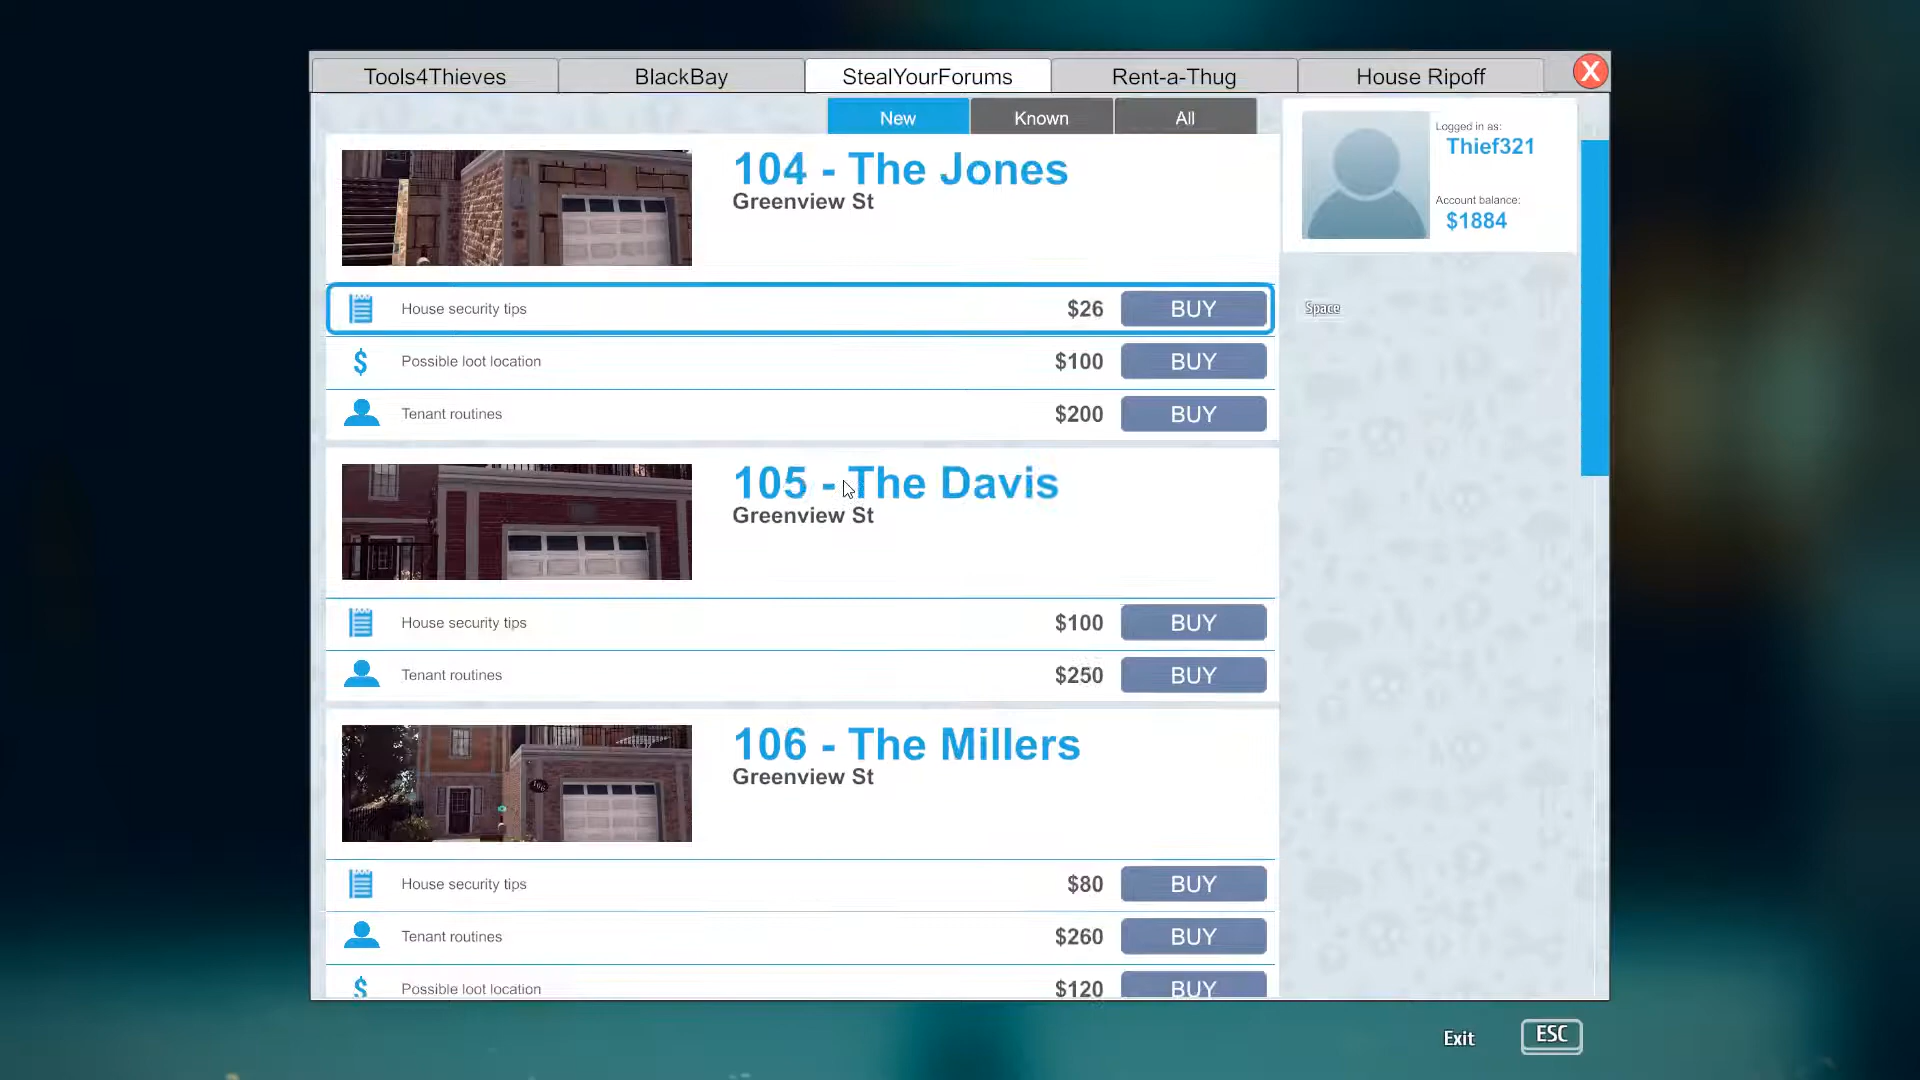 Tools4Thieves
BlackBay
StealYourForums
Rent-a-Thug
House Ripoff
X
New
Known
All
Logged in as:
Thief321
Account balance:
$1884
104 - The Jones
Greenview St
House security tips $26 BUY
Space
Possible loot location $100 BUY
Tenant routines $200 BUY
105 - The Davis
Greenview St
House security tips $100 BUY
Tenant routines $250 BUY
106 - The Millers
Greenview St
House security tips $80 BUY
Tenant routines $260 BUY
Possible loot location $120 BUY
Exit ESC